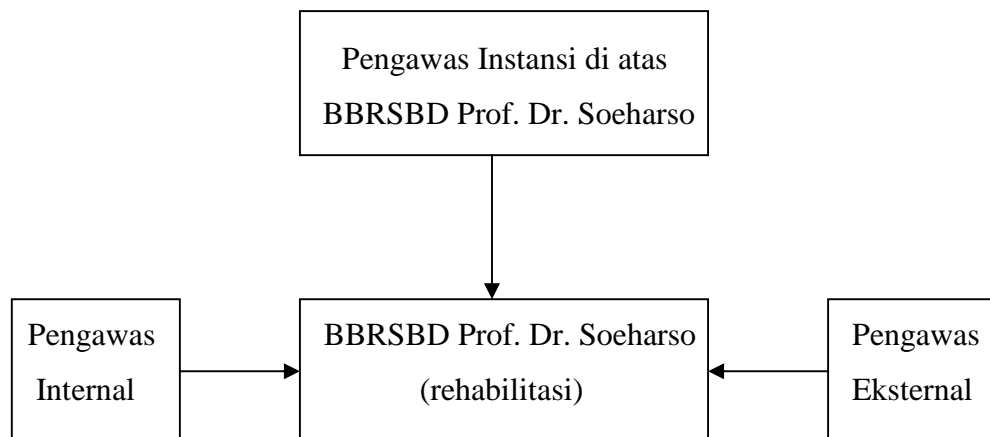 Pengawas Instansi di atas
BBRSBD Prof. Dr. Soeharso
Pengawas
Internal
BBRSBD Prof. Dr. Soeharso
(rehabilitasi)
Pengawas
Eksternal